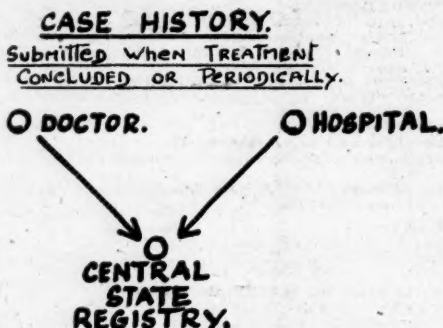 CASE HISTORY.
Submitted When Treatment
Concluded or Periodically.
DOCTOR.
HOSPITAL.
CENTRAL
STATE
REGISTRY.